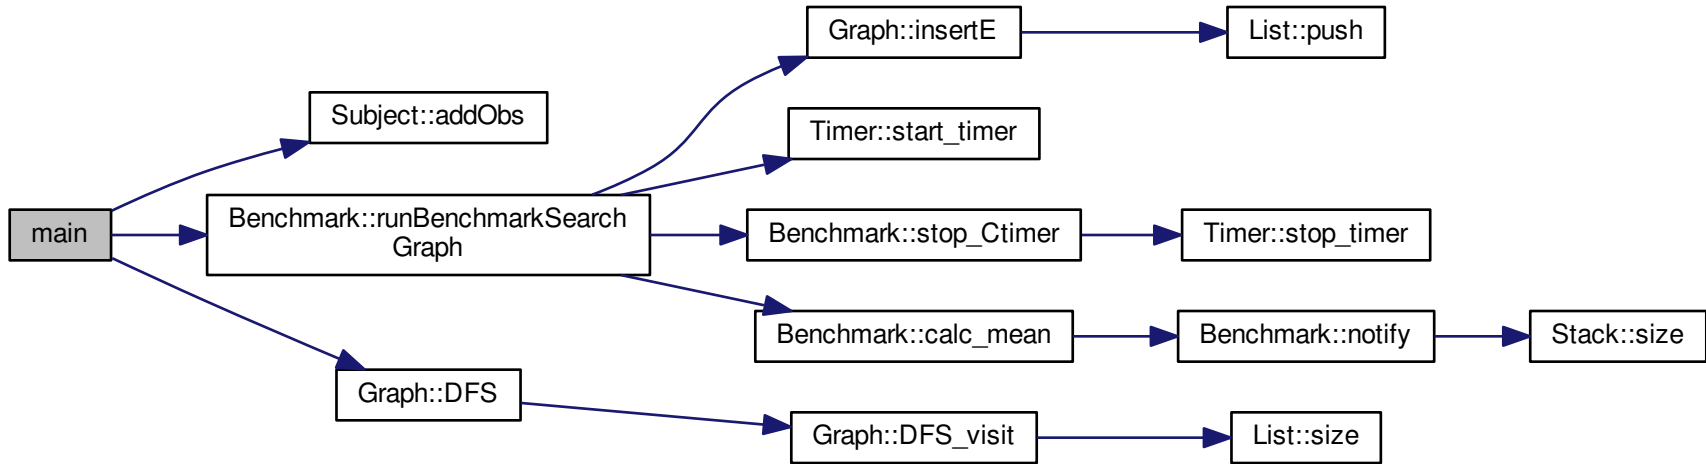 main
Subject::addObs
Benchmark::runBenchmarkSearch
Graph
Graph::DFS
Graph::insertE
Timer::start_timer
Benchmark::stop_Ctimer
Benchmark::calc_mean
Graph::DFS_visit
List::push
Timer::stop_timer
Benchmark::notify
List::size
Stack::size